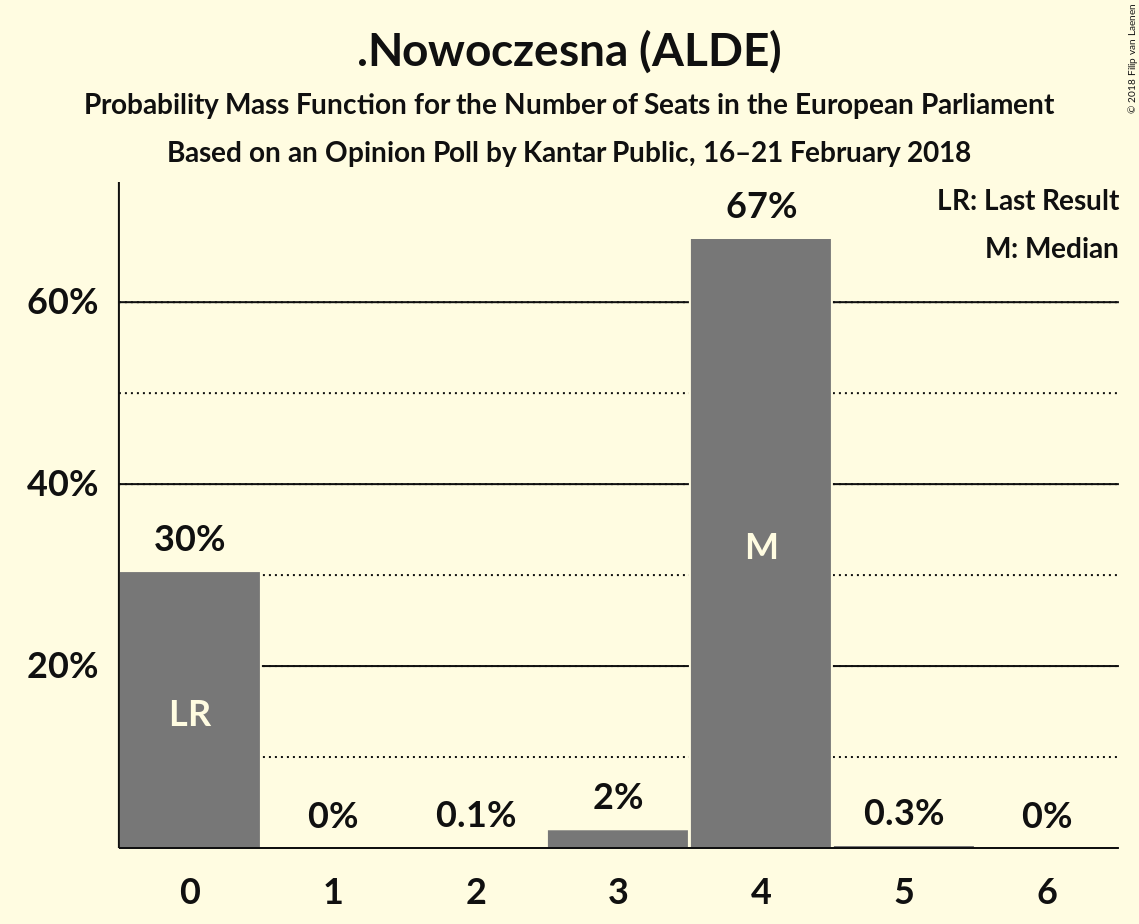 .Nowoczesna (ALDE)
Probability Mass Function for the Number of Seats in the European Parliament
Based on an Opinion Poll by Kantar Public, 16–21 February 2018
© 2018 Filip van Laenen
LR: Last Result
M: Median
67%
60%
40%
30%
M
20%
LR
2%
0%
0.1%
0.3%
0%
0
1
2
3
4
5
6